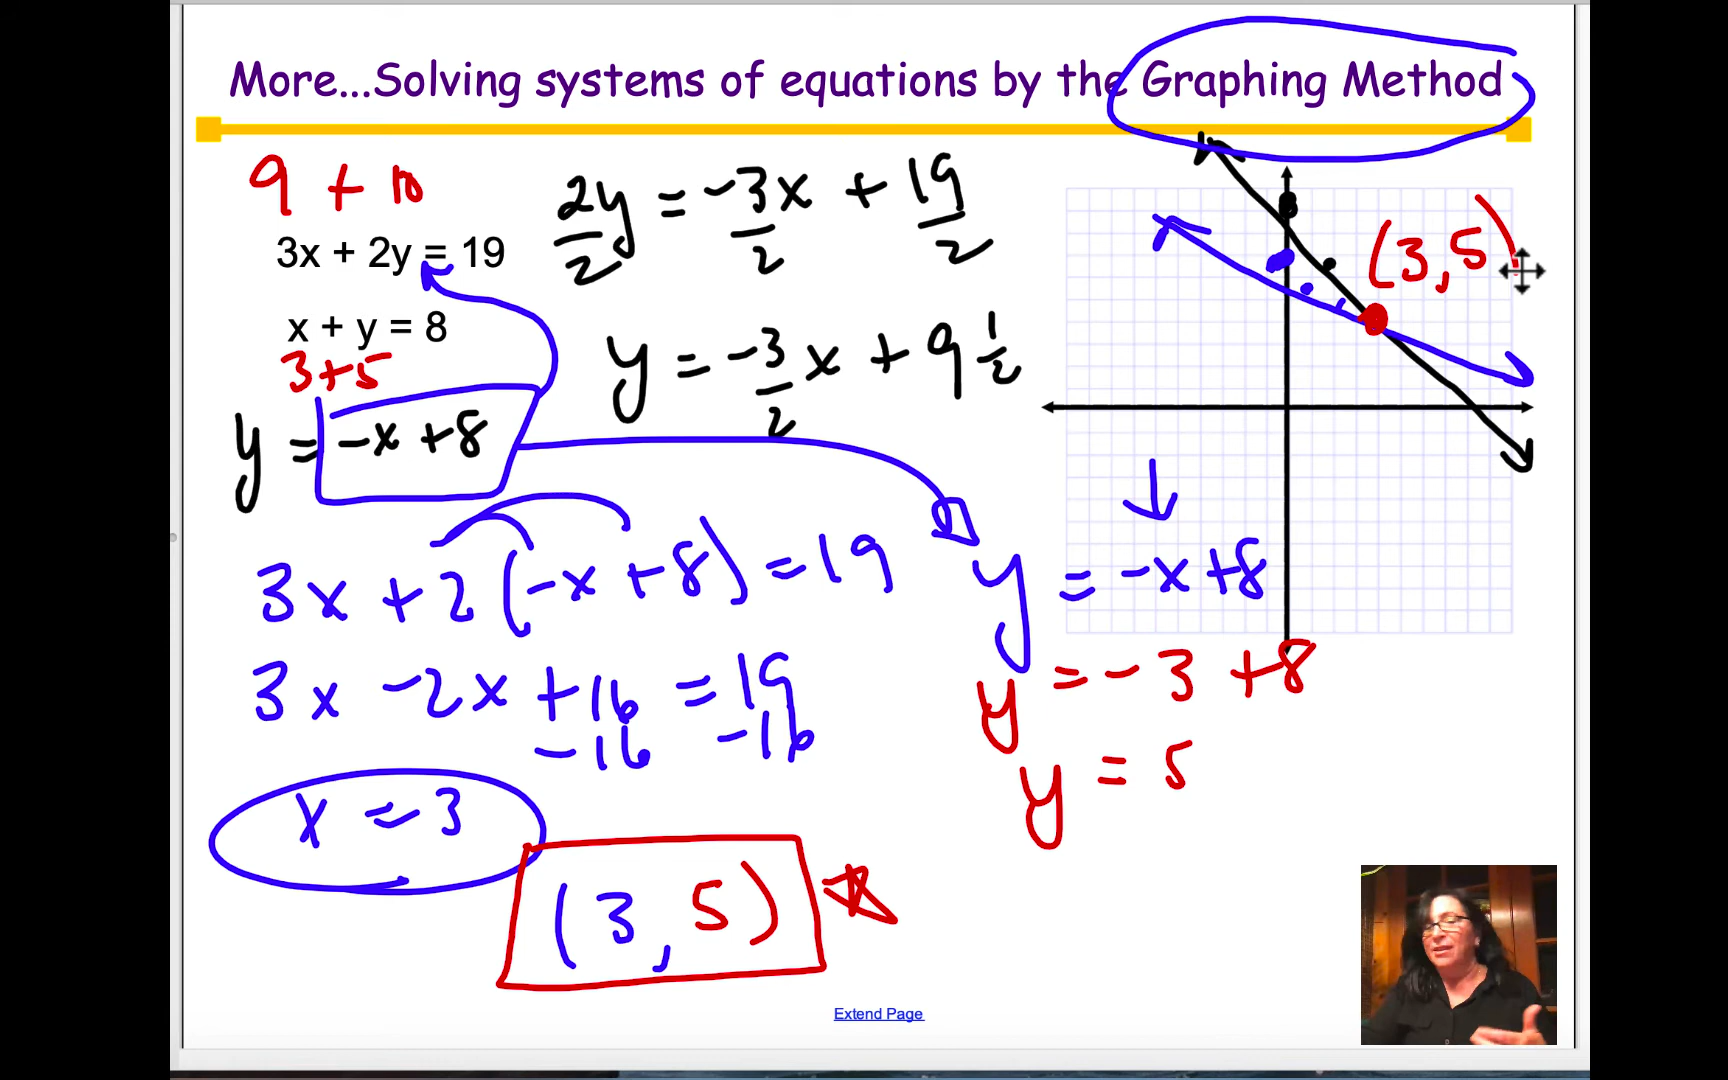 More...Solving systems of equations by the Graphing Method
9 + 10
3x + 2y = 19
x + y = 8
3+5
y = -x +8
2y/2 = -3x/2 + 19/2
y = -3/2 x + 9 1/2
(3,5)
3x + 2(-x +8) = 19
3x -2x +16 = 19
-16 -16
x = 3
(3,5)
y = -x +8
y = -3 +8
y = 5
Extend Page